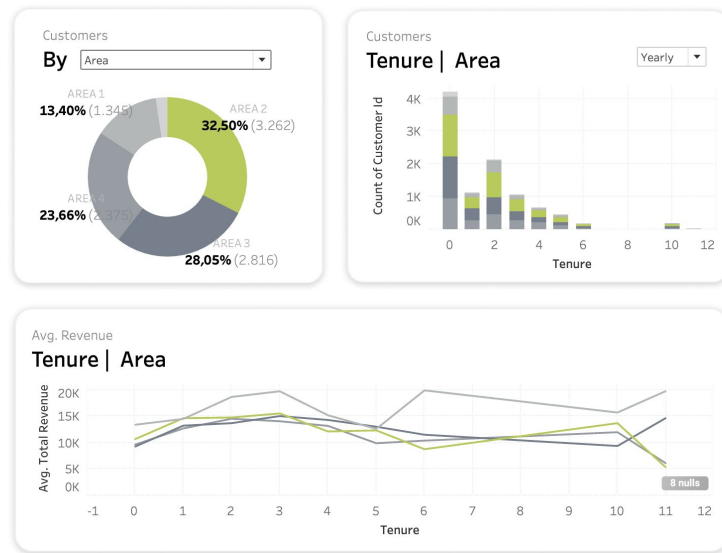 Customers
By Area
AREA 1
13,40% (1.345)
AREA 2
32,50% (3.262)
AREA 4
23,66% (2.375)
AREA 3
28,05% (2.816)
Customers
Tenure | Area
Yearly
Count of Customer Id
4K
3K
2K
1K
0K
0 2 4 6 8 10 12
Tenure
Avg. Revenue
Tenure | Area
Avg. Total Revenue
20K
15K
10K
5K
0K
8 nulls
-1 0 1 2 3 4 5 6 7 8 9 10 11 12
Tenure